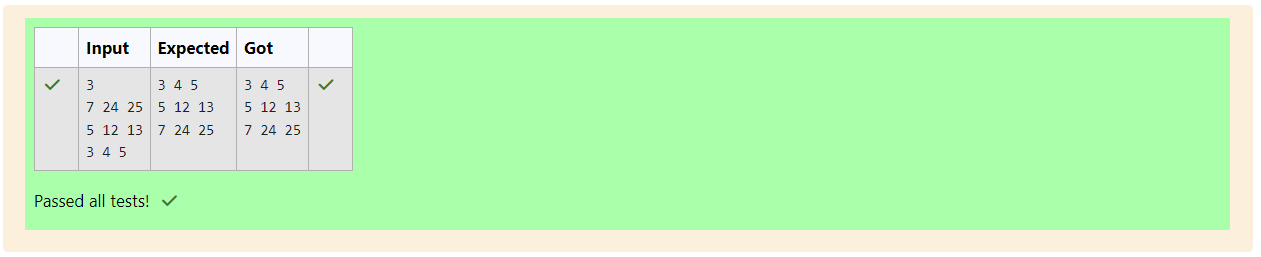 Input Expected Got
3 3 4 5 3 4 5
7 24 25 5 12 13 5 12 13
5 12 13 7 24 25 7 24 25
3 4 5
Passed all tests!